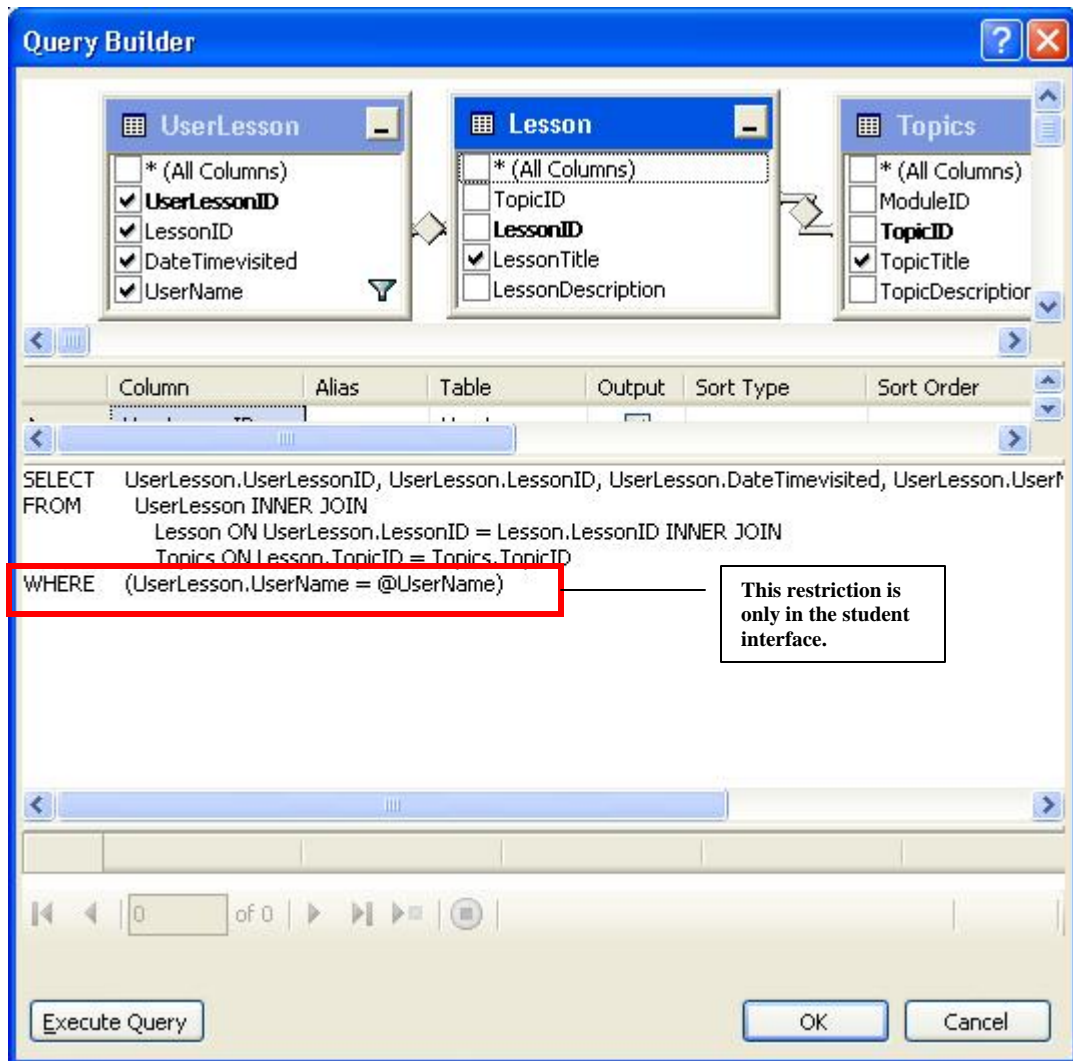 Query Builder
UserLesson
* (All Columns)
UserLessonID
LessonID
DateTimevisited
UserName
Lesson
* (All Columns)
TopicID
LessonID
LessonTitle
LessonDescription
Topics
* (All Columns)
ModuleID
TopicID
TopicTitle
TopicDescription
Column Alias Table Output Sort Type Sort Order
SELECT UserLesson.UserLessonID, UserLesson.LessonID, UserLesson.DateTimevisited,
FROM UserLesson INNER JOIN
Lesson ON UserLesson.LessonID = Lesson.LessonID INNER JOIN
Topics ON Lesson.TopicID = Topics.TopicID
WHERE (UserLesson.UserName = @UserName)
This restriction is
only in the student
interface.
0 of 0
Execute Query OK Cancel